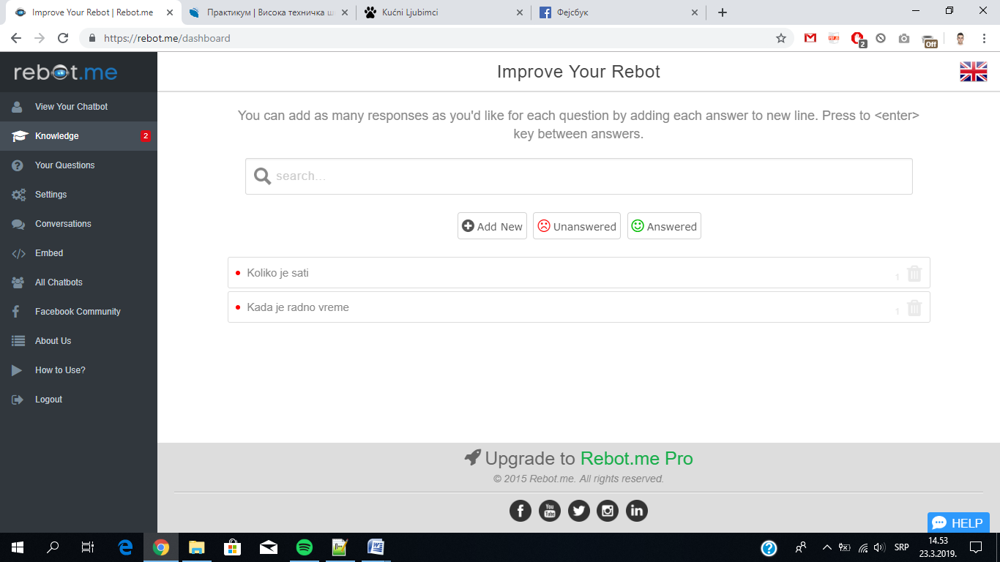 Improve Your Rebot | Rebot.me
Практикум | Висока техничка ш
Kućni Ljubimci
Фејсбук
https://rebot.me/dashboard
2
Off
rebot.me
Improve Your Rebot
View Your Chatbot
Knowledge
2
Your Questions
Settings
Conversations
Embed
All Chatbots
Facebook Community
About Us
How to Use?
Logout
You can add as many responses as you'd like for each question by adding each answer to new line. Press to <enter>
key between answers.
search...
Add New
Unanswered
Answered
Koliko je sati
1
Kada je radno vreme
1
Upgrade to Rebot.me Pro
© 2015 Rebot.me. All rights reserved.
You
Tube
HELP
SRP
14.53
23.3.2019.